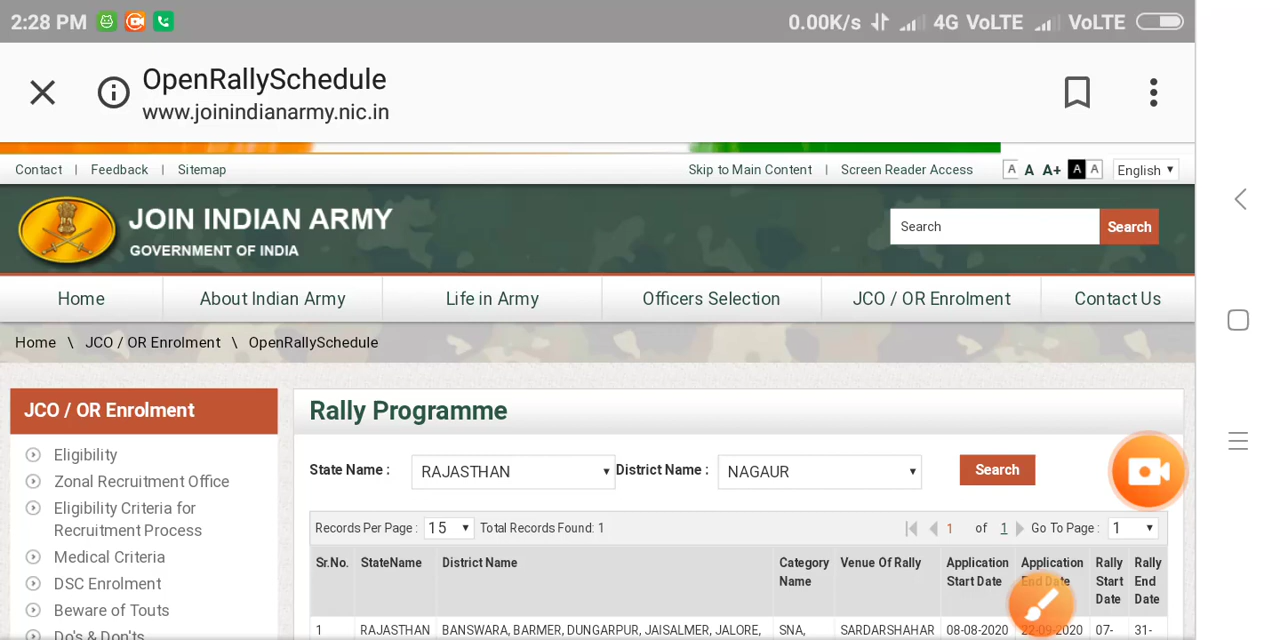 2:28 PM 0.00K/s 4G VoLTE VoLTE
OpenRallySchedule
www.joinindianarmy.nic.in
Contact | Feedback | Sitemap Skip to Main Content | Screen Reader Access A A A+ A A English
JOIN INDIAN ARMY
GOVERNMENT OF INDIA
Search Search
Home About Indian Army Life in Army Officers Selection JCO / OR Enrolment Contact Us
Home \ JCO / OR Enrolment \ OpenRallySchedule
JCO / OR Enrolment
Eligibility
Zonal Recruitment Office
Eligibility Criteria for
Recruitment Process
Medical Criteria
DSC Enrolment
Beware of Touts
Do's & Don'ts
Rally Programme
State Name : RAJASTHAN District Name : NAGAUR Search
Records Per Page : 15 Total Records Found: 1 1 of 1 Go To Page : 1
Sr.No. StateName District Name Category Venue Of Rally Application Application Rally Rally
Name Start Date End Date Start End
Date Date
1 RAJASTHAN BANSWARA, BARMER, DUNGARPUR, JAISALMER, JALORE, SNA, SARDARSHAHAR 08-08-2020 22-09-2020 07- 31-